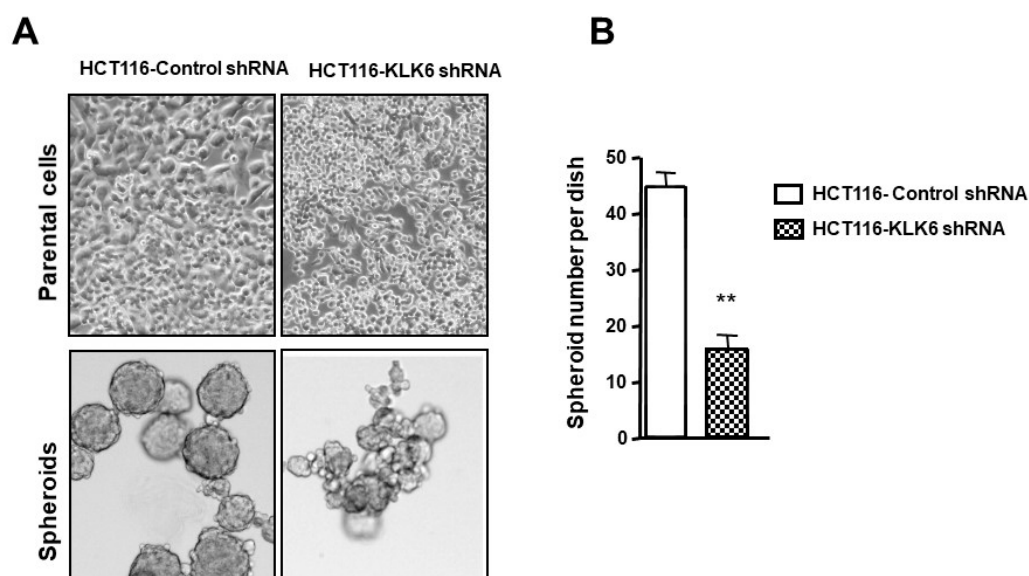 A
HCT116-Control shRNA
HCT116-KLK6 shRNA
Parental cells
Spheroids
B
Spheroid number per dish
50
40
30
20
10
0
**
HCT116- Control shRNA
HCT116-KLK6 shRNA